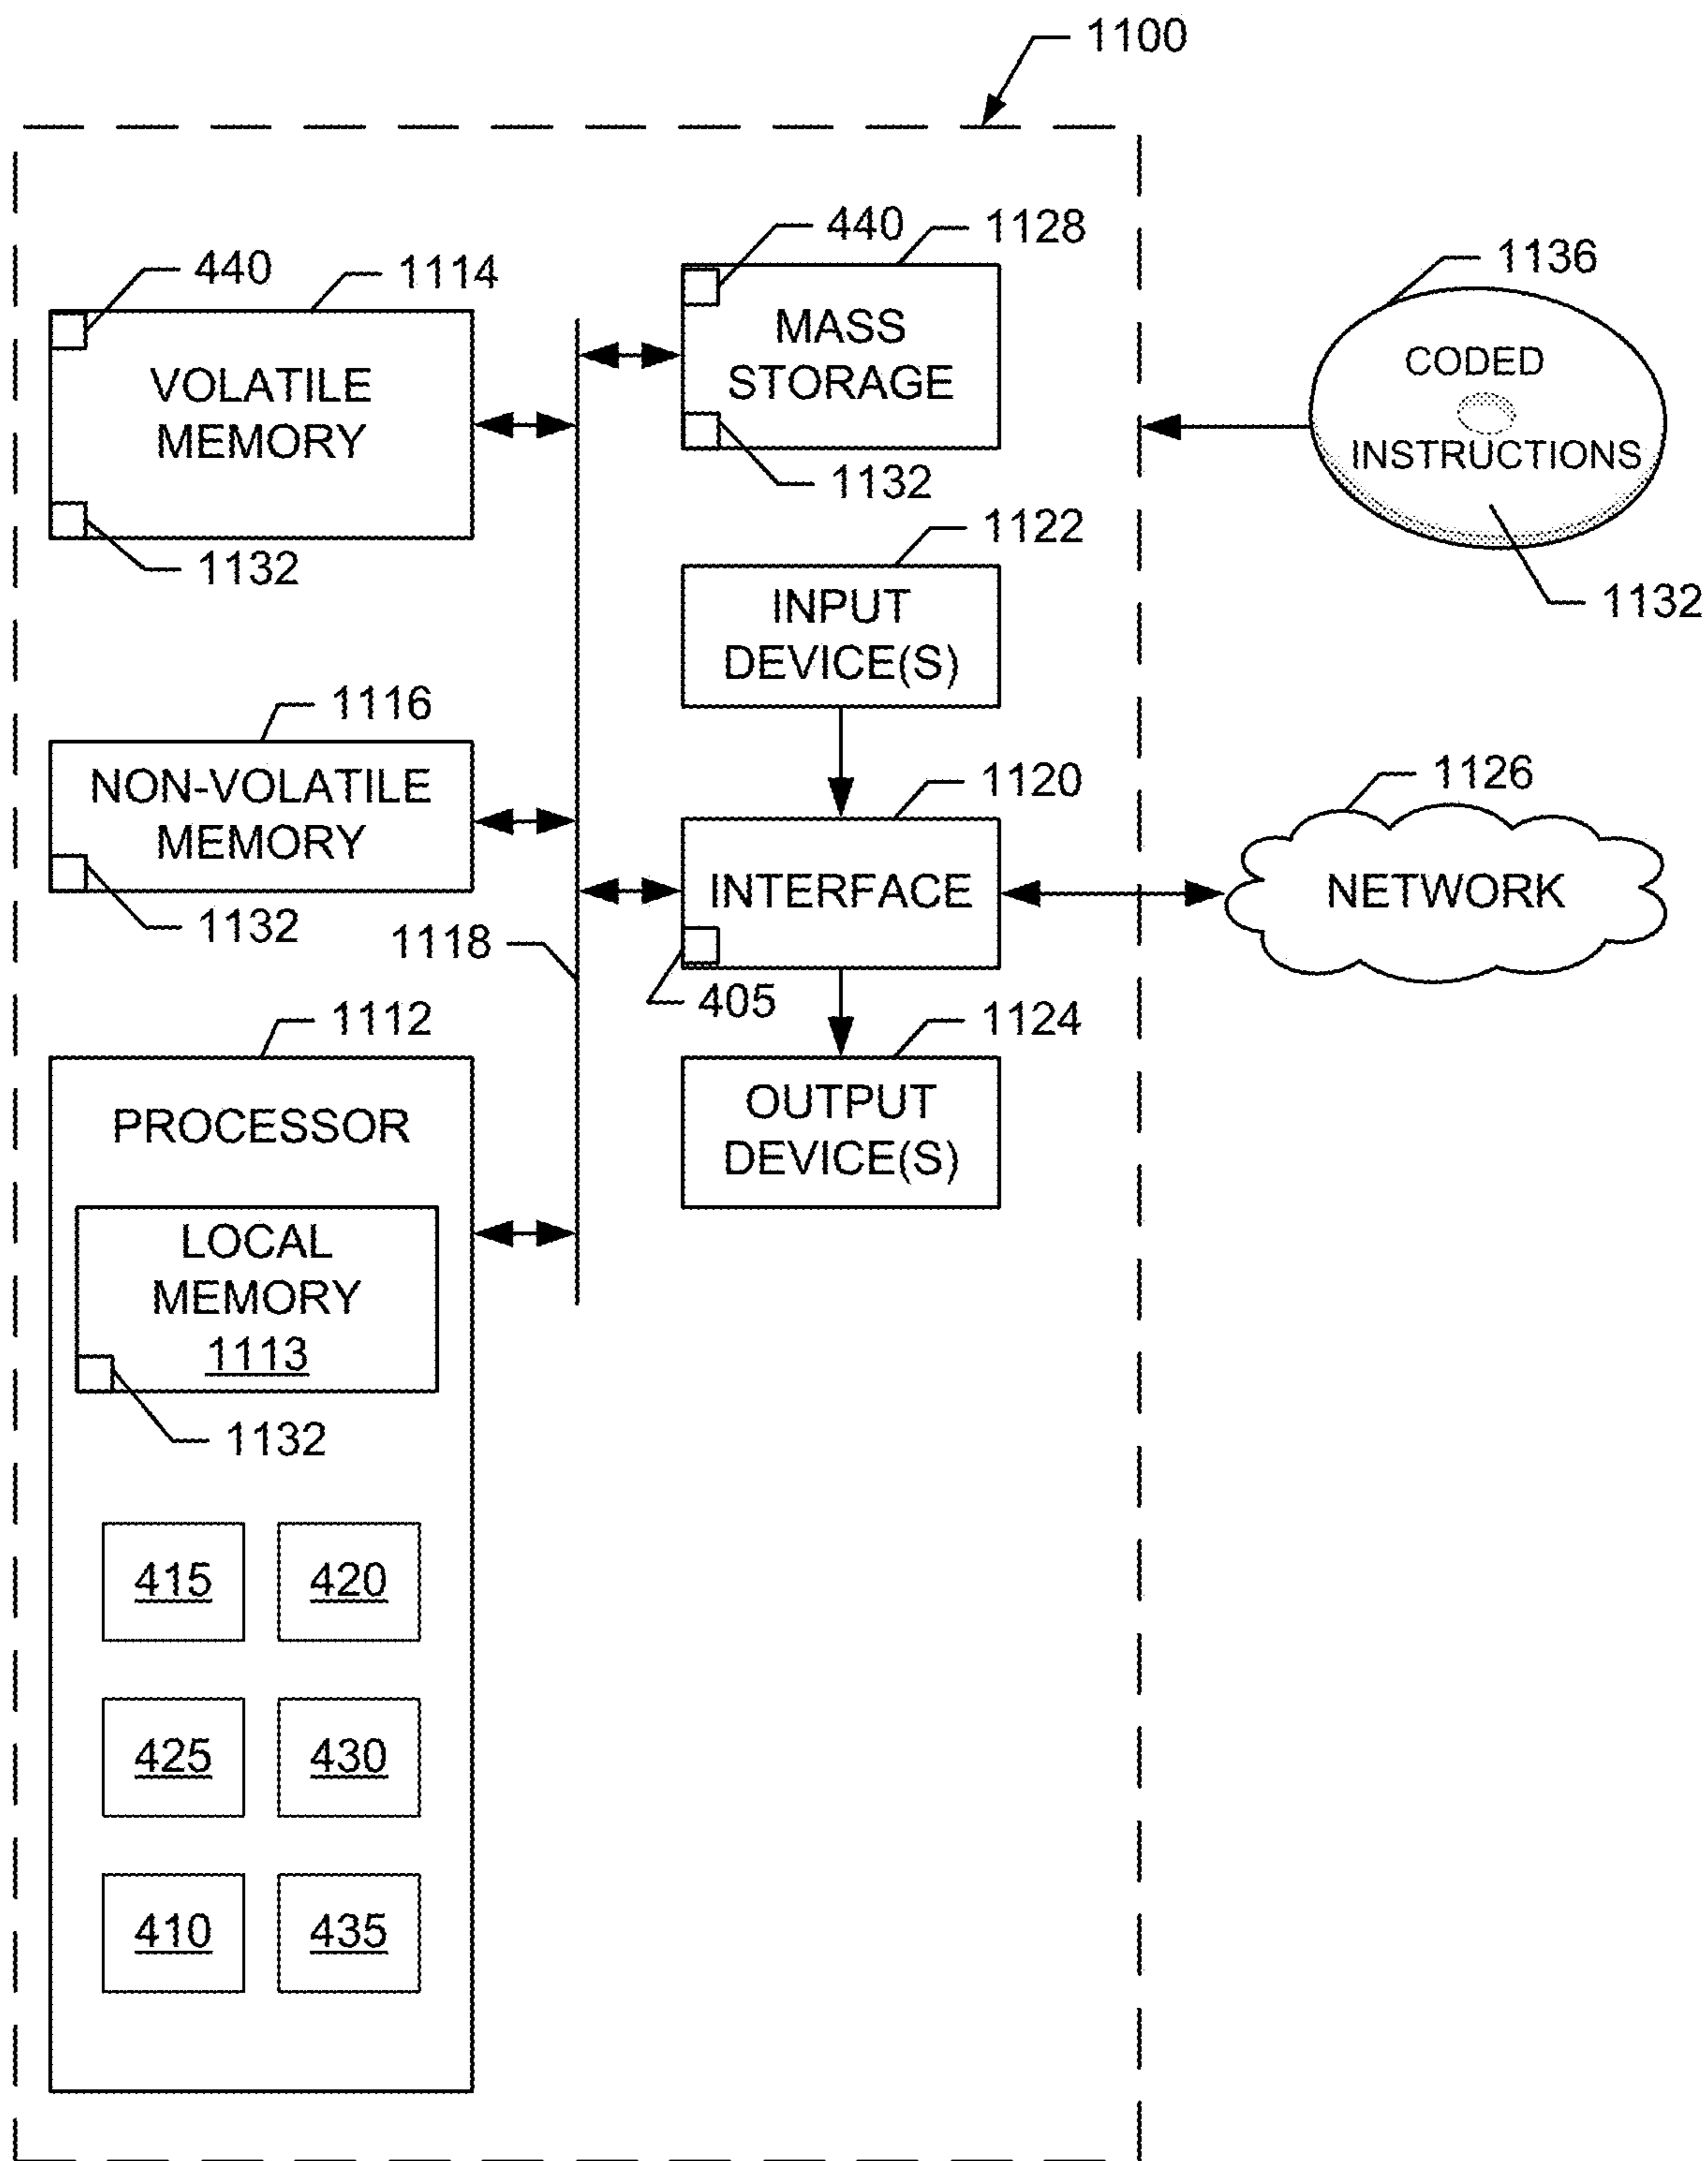 1100
440
1128
440
1114
1136
MASS
STORAGE
CODED
INSTRUCTIONS
VOLATILE
MEMORY
1132
1132
1132
1122
INPUT
DEVICE(S)
1116
NON-VOLATILE
MEMORY
1132
1120
INTERFACE
1126
NETWORK
1118
405
1112
1124
PROCESSOR
OUTPUT
DEVICE(S)
LOCAL
MEMORY
1113
1132
415
420
425
430
410
435